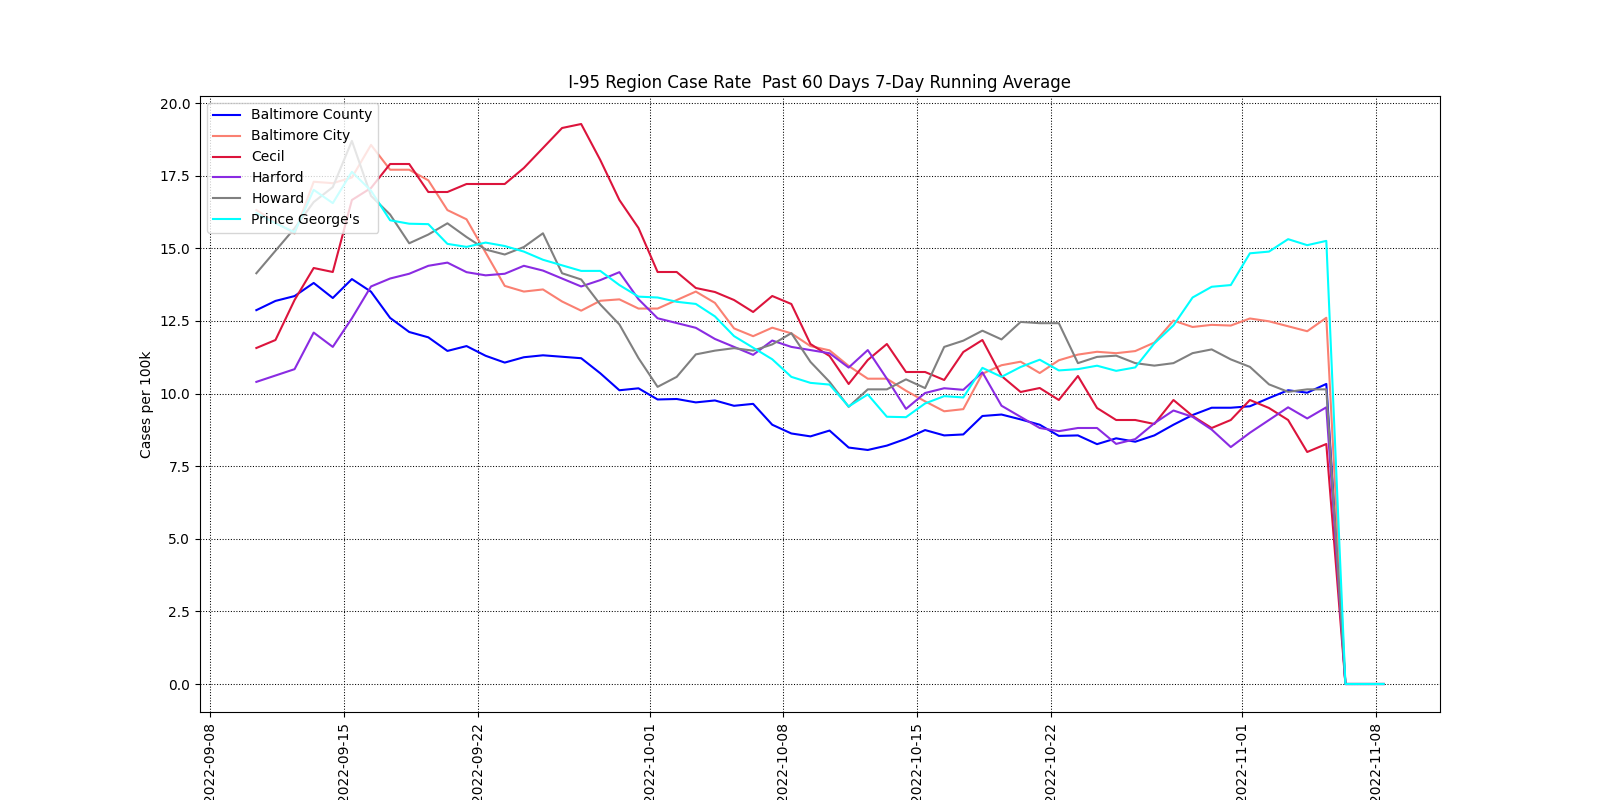 I-95 Region Case Rate  Past 60 Days 7-Day Running Average
Baltimore County
Baltimore City
Cecil
Harford
Howard
Prince George's
Cases per 100k
20.0
17.5
15.0
12.5
10.0
7.5
5.0
2.5
0.0
2022-09-08
2022-09-15
2022-09-22
2022-10-01
2022-10-08
2022-10-15
2022-10-22
2022-11-01
2022-11-08